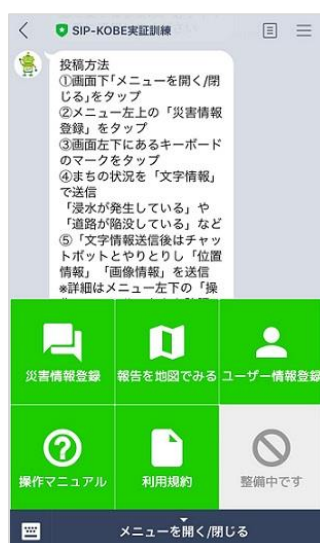 SIP-KOBE実証訓練
投稿方法
①画面下「メニューを開く/閉
じる」をタップ
②メニュー左上の「災害情報
登録」をタップ
③画面左下にあるキーボード
のマークをタップ
④まちの状況を「文字情報」
で送信
「浸水が発生している」や
「道路が陥没している」など
⑤「文字情報送信後はチャッ
トボットとやりとりし「位置
情報」「画像情報」を送信
*詳細はメニュー左下の「操
災害情報登録
報告を地図でみる
ユーザー情報登録
操作マニュアル
利用規約
整備中です
メニューを開く/閉じる